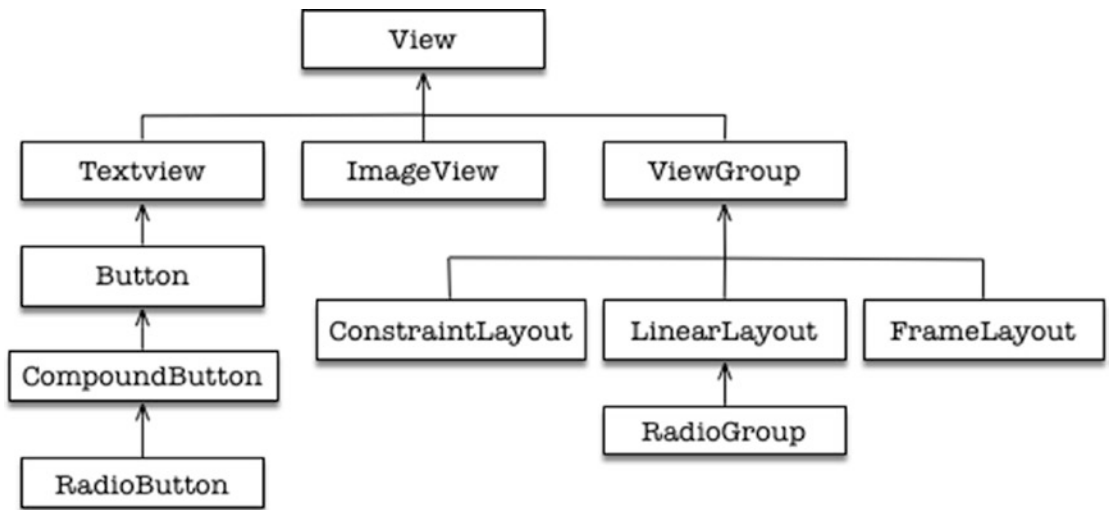 View
Textview
ImageView
ViewGroup
Button
ConstraintLayout
LinearLayout
FrameLayout
CompoundButton
RadioGroup
RadioButton